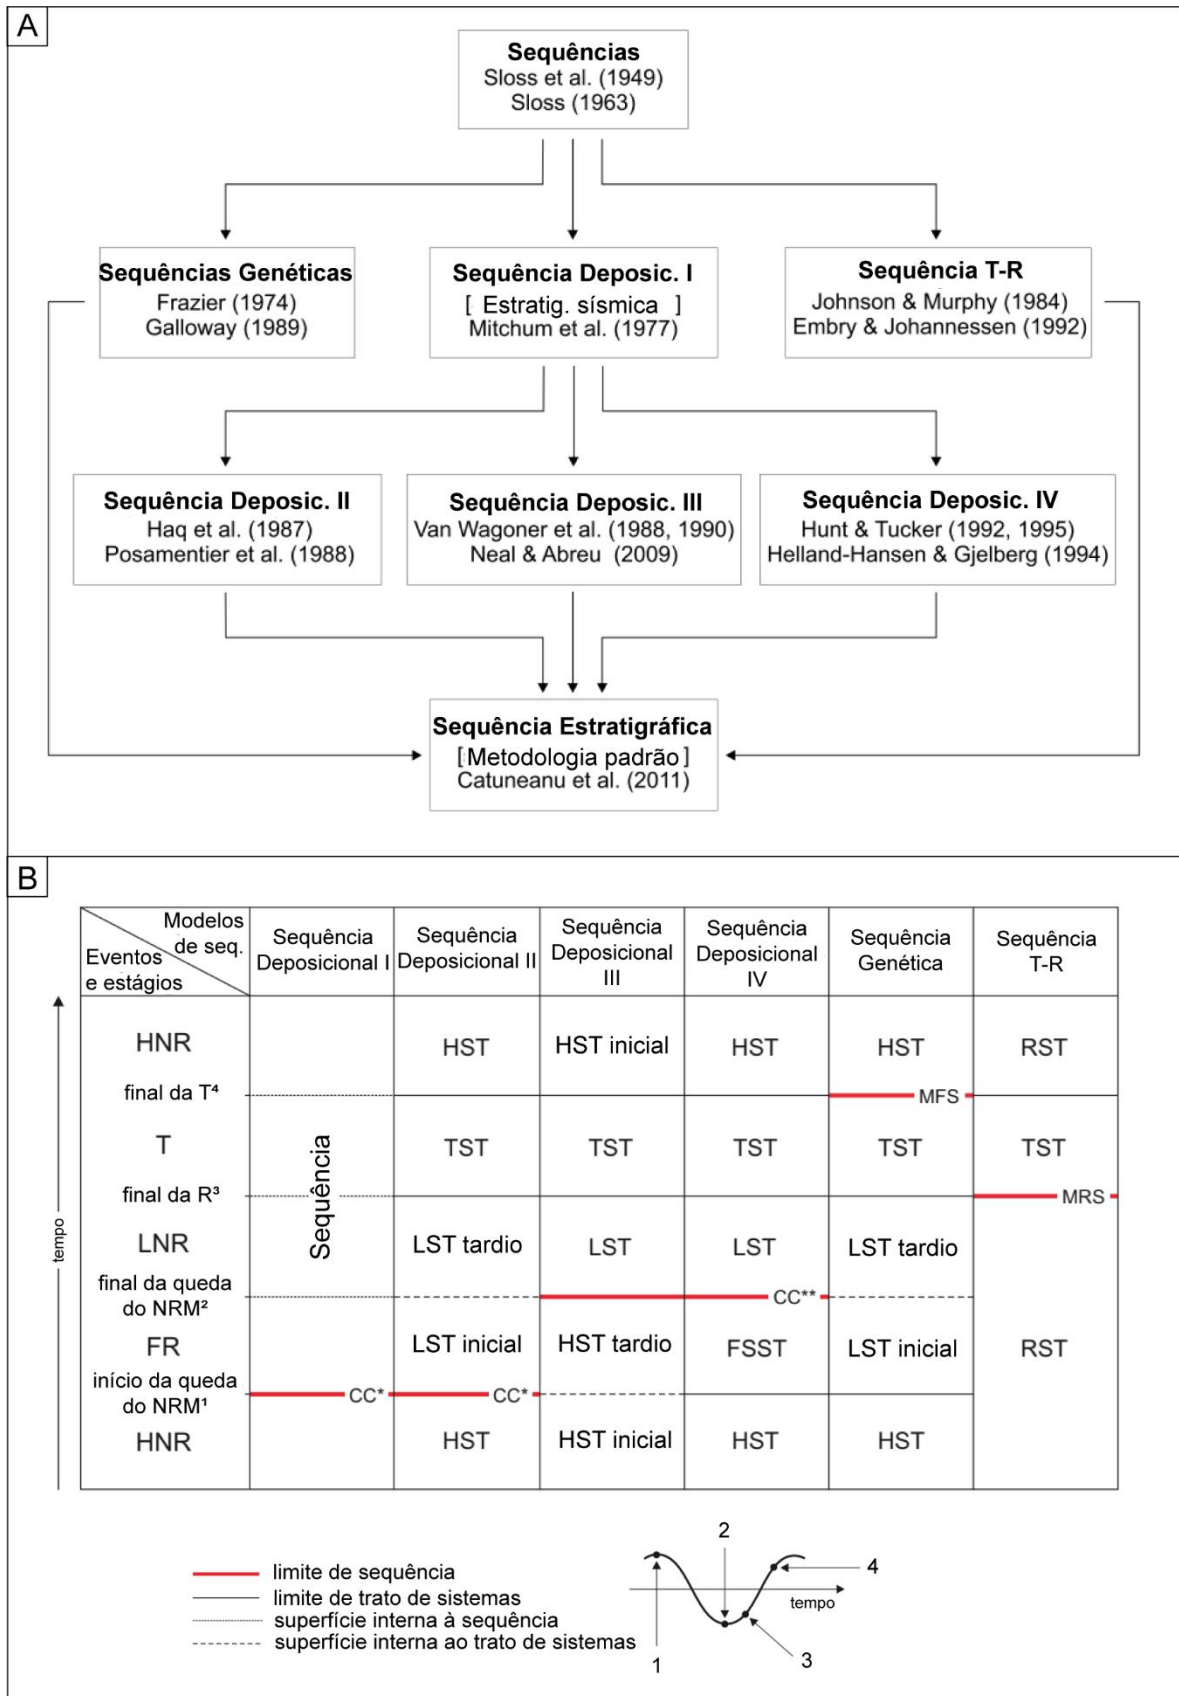 A
Sequências
Sloss et al. (1949)
Sloss (1963)
Sequências Genéticas
Frazier (1974)
Galloway (1989)
Sequência Deposic. I
[ Estratig. sísmica ]
Mitchum et al. (1977)
Sequência T-R
Johnson & Murphy (1984)
Embry & Johannessen (1992)
Sequência Deposic. II
Haq et al. (1987)
Posamentier et al. (1988)
Sequência Deposic. III
Van Wagoner et al. (1988, 1990)
Neal & Abreu (2009)
Sequência Deposic. IV
Hunt & Tucker (1992, 1995)
Helland-Hansen & Gjelberg (1994)
Sequência Estratigráfica
[Metodologia padrão]
Catuneanu et al. (2011)
B
Modelos
de seq.
Eventos
e estágios
Sequência
Deposicional I
Sequência
Deposicional II
Sequência
Deposicional
III
Sequência
Deposicional
IV
Sequência
Genética
Sequência
T-R
tempo
HNR
HST
HST inicial
HST
HST
RST
final da T⁴
MFS
T
Sequência
TST
TST
TST
TST
TST
final da R³
MRS
LNR
LST tardio
LST
LST
LST tardio
final da queda
do NRM²
CC**
FR
LST inicial
HST tardio
FSST
LST inicial
RST
início da queda
do NRM¹
CC*
CC*
HNR
HST
HST inicial
HST
HST
limite de sequência
limite de trato de sistemas
superfície interna à sequência
superfície interna ao trato de sistemas
2
4
tempo
1
3